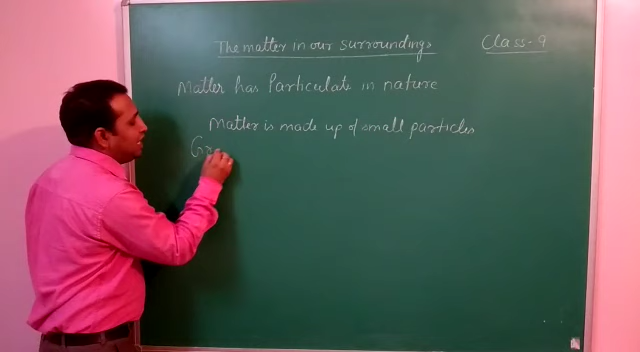 The matter in our surroundings Class-9
Matter has Particulate in nature
Matter is made up of small particles
Gr